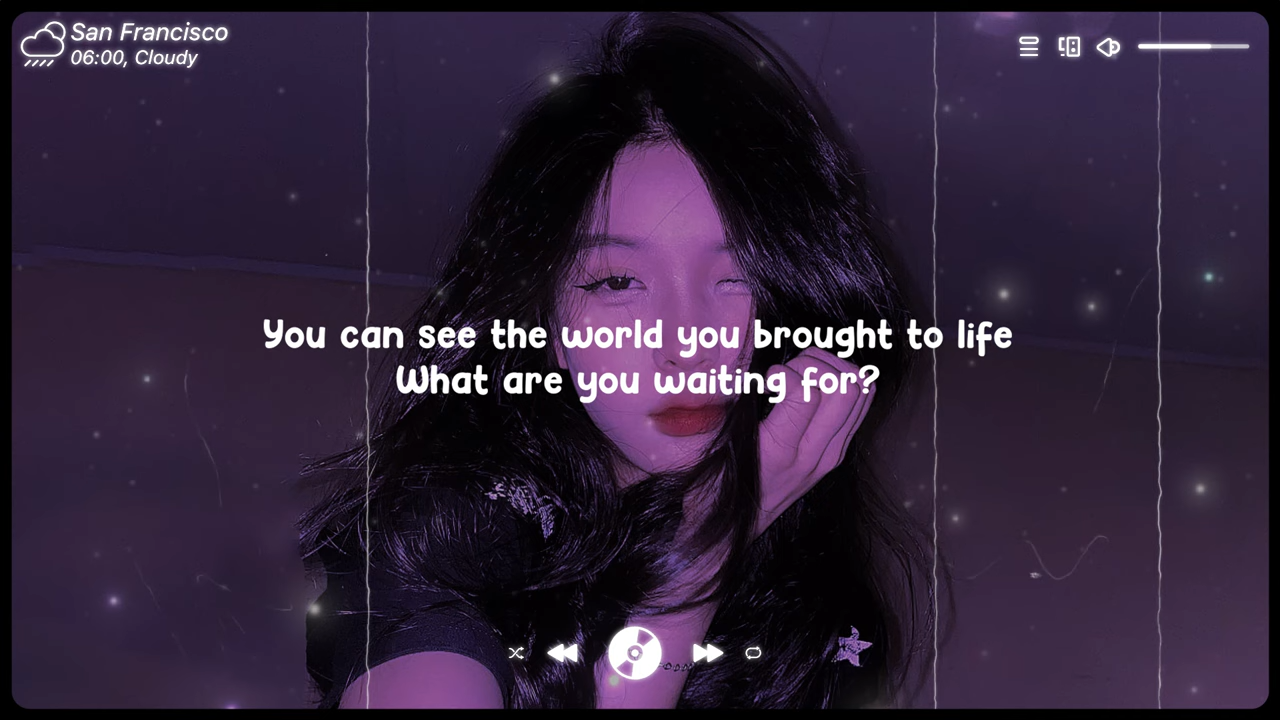 San Francisco
06:00, Cloudy
You can see the world you brought to life
What are you waiting for?